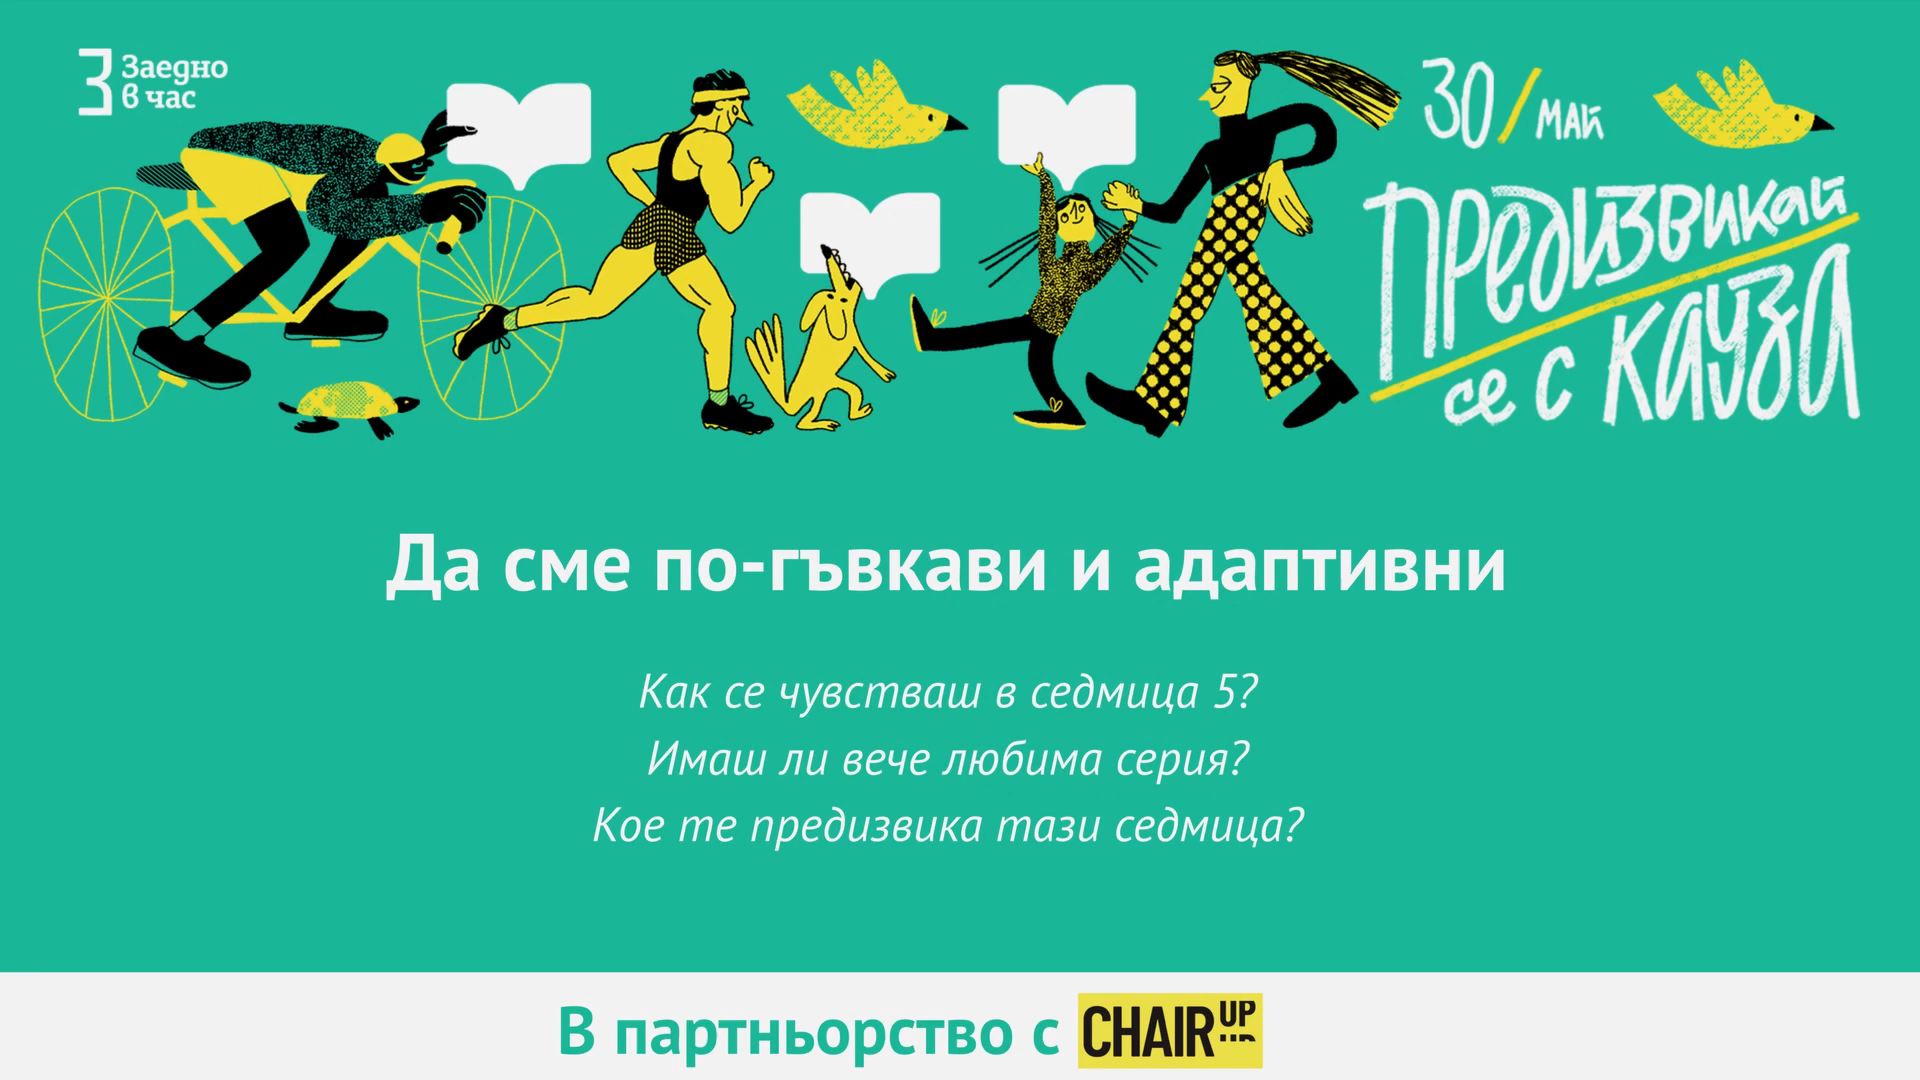 Заедно
в час
30/май
Предизвикай
се с кауза
Да сме по-гъвкави и адаптивни
Как се чувстваш в седмица 5?
Имаш ли вече любима серия?
Кое те предизвика тази седмица?
В партньорство с CHAIR UP